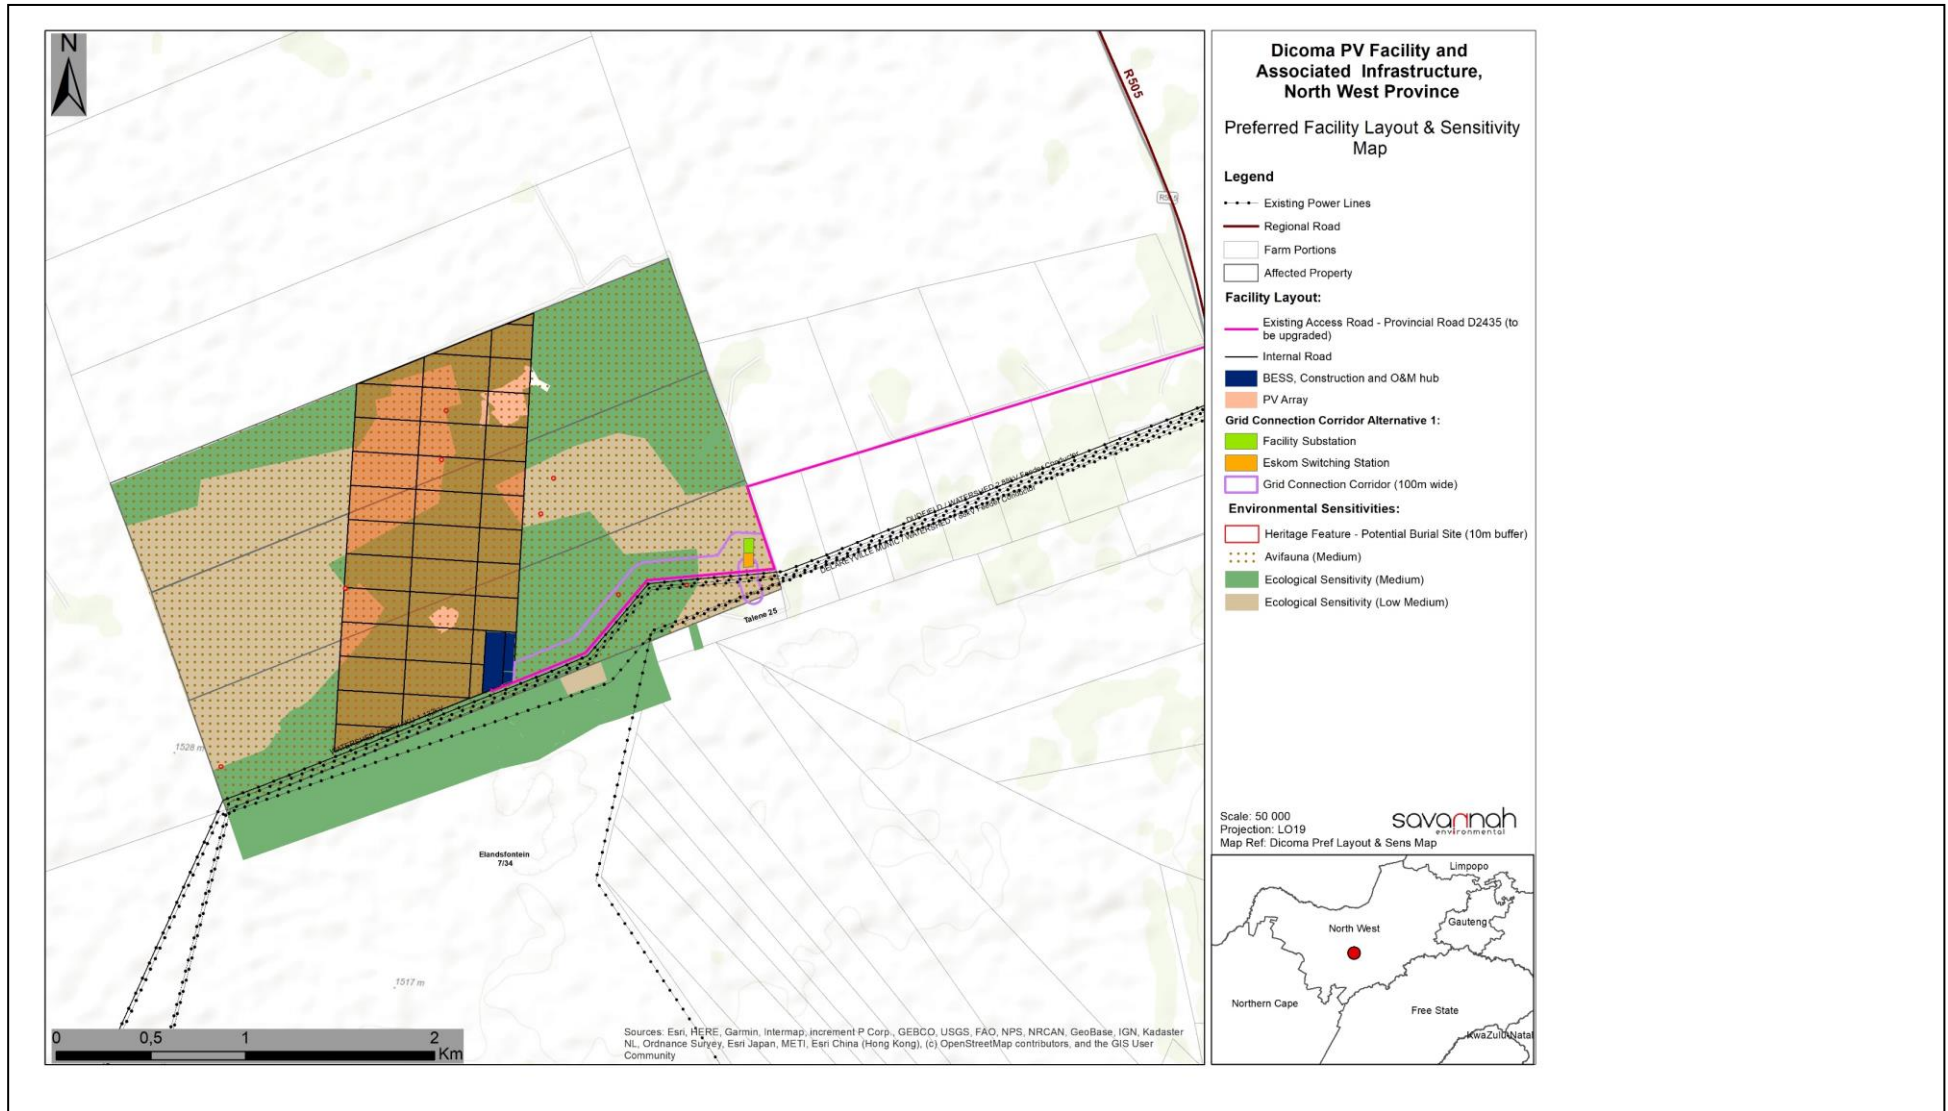 N
R505
DUDFIELD / WATERSHED 2 88kV Feeder Conductor
Talene 25
1528 m
Elandsfontein
7/34
1517 m
0 0,5 1 2
Km
Sources: Esri, HERE, Garmin, Intermap, increment P Corp., GEBCO, USGS, FAO, NPS, NRCAN, GeoBase, IGN, Kadaster
NL, Ordnance Survey, Esri Japan, METI, Esri China (Hong Kong), (c) OpenStreetMap contributors, and the GIS User
Community
Dicoma PV Facility and
Associated Infrastructure,
North West Province
Preferred Facility Layout & Sensitivity
Map
Legend
Existing Power Lines
Regional Road
Farm Portions
Affected Property
Facility Layout:
Existing Access Road - Provincial Road D2435 (to
be upgraded)
Internal Road
BESS, Construction and O&M hub
PV Array
Grid Connection Corridor Alternative 1:
Facility Substation
Eskom Switching Station
Grid Connection Corridor (100m wide)
Environmental Sensitivities:
Heritage Feature - Potential Burial Site (10m buffer)
Avifauna (Medium)
Ecological Sensitivity (Medium)
Ecological Sensitivity (Low Medium)
Scale: 50 000
Projection: LO19
Map Ref: Dicoma Pref Layout & Sens Map
savannah
environmental
Limpopo
Gauteng
North West
Northern Cape
Free State
KwaZulu-Natal